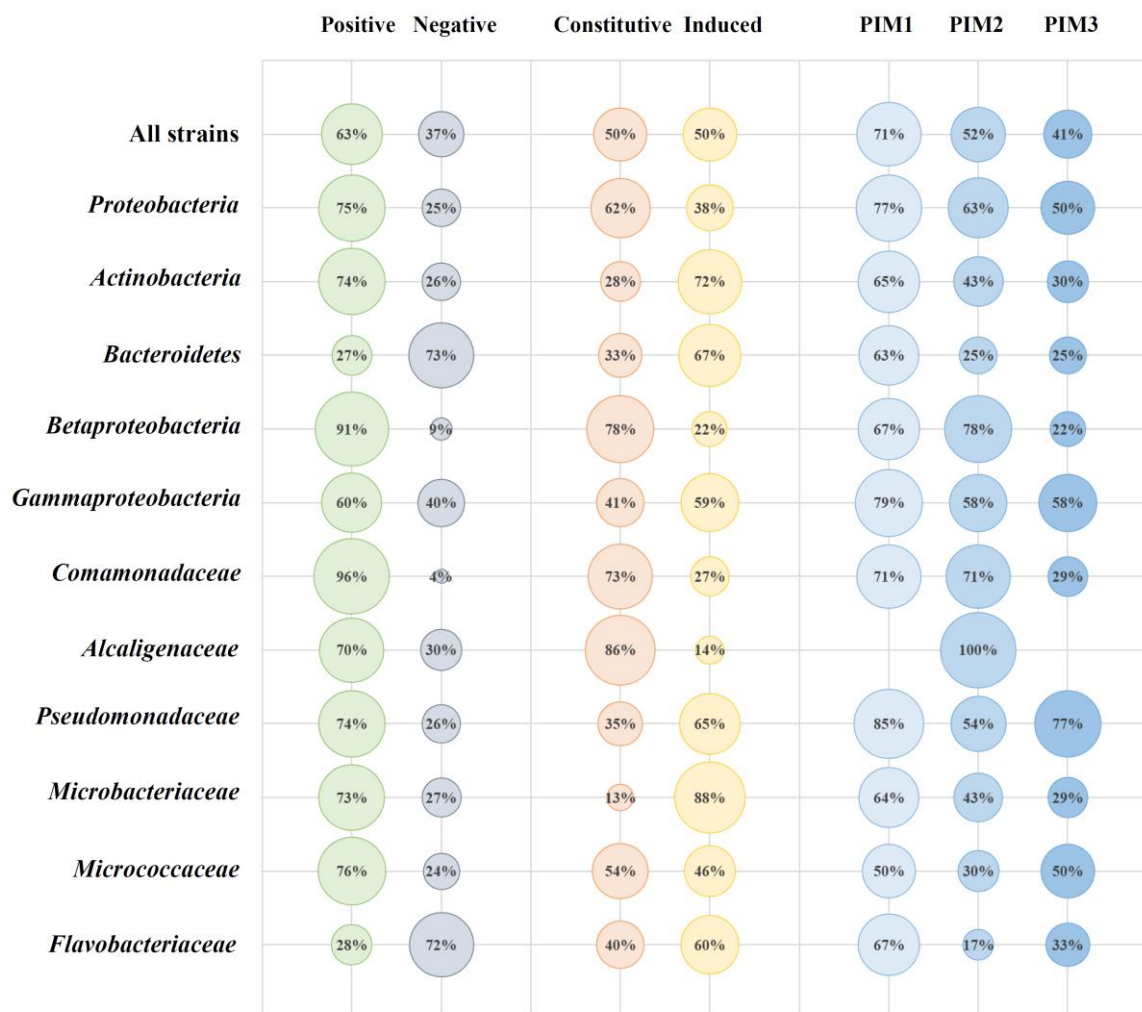 Positive Negative Constitutive Induced PIM1 PIM2 PIM3
All strains 63% 37% 50% 50% 71% 52% 41%
Proteobacteria 75% 25% 62% 38% 77% 63% 50%
Actinobacteria 74% 26% 28% 72% 65% 43% 30%
Bacteroidetes 27% 73% 33% 67% 63% 25% 25%
Betaproteobacteria 91% 9% 78% 22% 67% 78% 22%
Gammaproteobacteria 60% 40% 41% 59% 79% 58% 58%
Comamonadaceae 96% 4% 73% 27% 71% 71% 29%
Alcaligenaceae 70% 30% 86% 14% 100%
Pseudomonadaceae 74% 26% 35% 65% 85% 54% 77%
Microbacteriaceae 73% 27% 13% 88% 64% 43% 29%
Micrococcaceae 76% 24% 54% 46% 50% 30% 50%
Flavobacteriaceae 28% 72% 40% 60% 67% 17% 33%